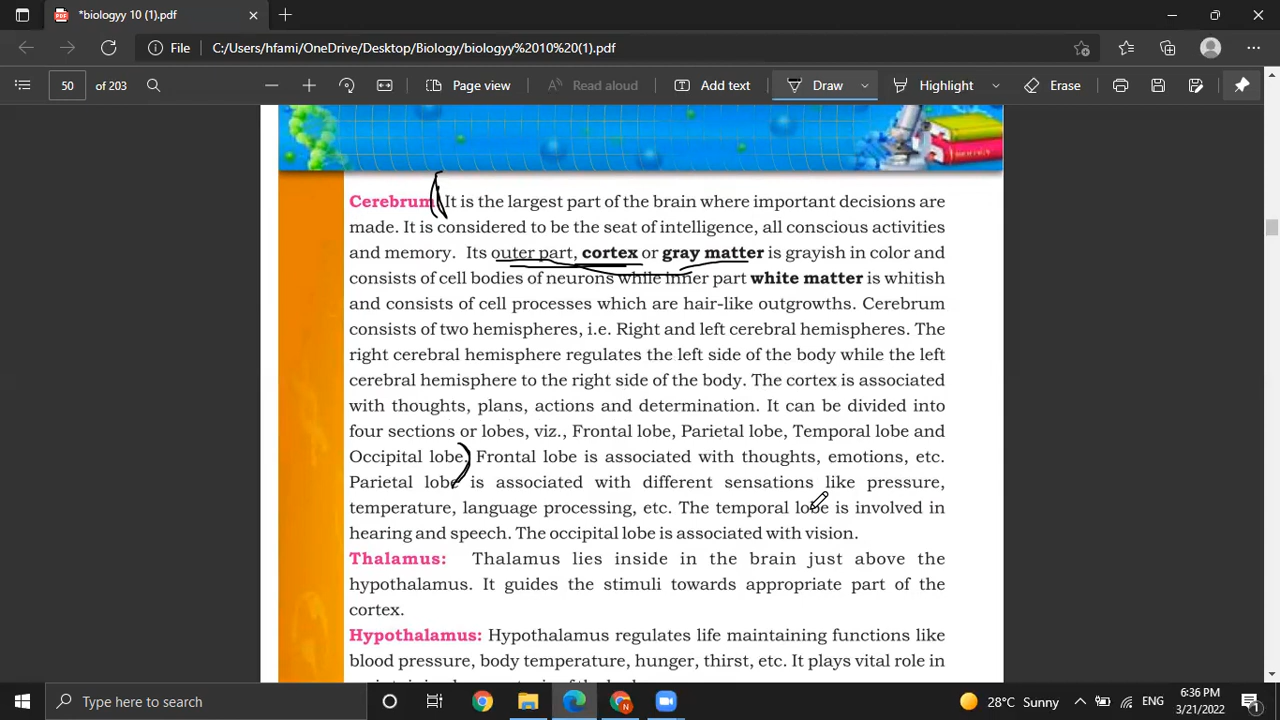 *biologyy 10 (1).pdf
File C:/Users/hfami/OneDrive/Desktop/Biology/biologyy%2010%20(1).pdf
50 of 203 Page view Read aloud Add text Draw Highlight Erase
Cerebrum: It is the largest part of the brain where important decisions are
made. It is considered to be the seat of intelligence, all conscious activities
and memory. Its outer part, cortex or gray matter is grayish in color and
consists of cell bodies of neurons while inner part white matter is whitish
and consists of cell processes which are hair-like outgrowths. Cerebrum
consists of two hemispheres, i.e. Right and left cerebral hemispheres. The
right cerebral hemisphere regulates the left side of the body while the left
cerebral hemisphere to the right side of the body. The cortex is associated
with thoughts, plans, actions and determination. It can be divided into
four sections or lobes, viz., Frontal lobe, Parietal lobe, Temporal lobe and
Occipital lobe. Frontal lobe is associated with thoughts, emotions, etc.
Parietal lobe is associated with different sensations like pressure,
temperature, language processing, etc. The temporal lobe is involved in
hearing and speech. The occipital lobe is associated with vision.
Thalamus: Thalamus lies inside in the brain just above the
hypothalamus. It guides the stimuli towards appropriate part of the
cortex.
Hypothalamus: Hypothalamus regulates life maintaining functions like
blood pressure, body temperature, hunger, thirst, etc. It plays vital role in
Type here to search 28°C Sunny ENG 6:36 PM
3/21/2022